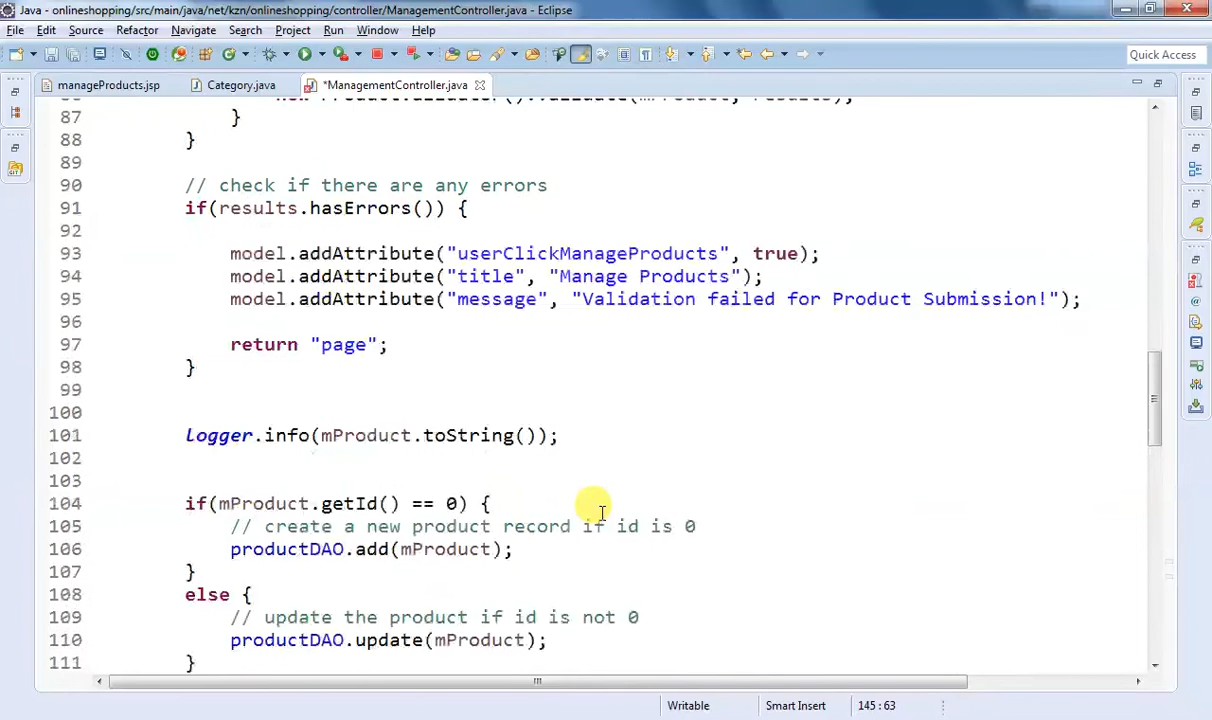 Java - onlineshopping/src/main/java/net/kzn/onlineshopping/controller/ManagementController.java - Eclipse
File Edit Source Refactor Navigate Search Project Run Window Help
Quick Access
manageProducts.jsp Category.java *ManagementController.java
87 }
88 }
89
90 // check if there are any errors
91 if(results.hasErrors()) {
92
93 model.addAttribute("userClickManageProducts", true);
94 model.addAttribute("title", "Manage Products");
95 model.addAttribute("message", "Validation failed for Product Submission!");
96
97 return "page";
98 }
99
100
101 logger.info(mProduct.toString());
102
103
104 if(mProduct.getId() == 0) {
105 // create a new product record if id is 0
106 productDAO.add(mProduct);
107 }
108 else {
109 // update the product if id is not 0
110 productDAO.update(mProduct);
111 }
Writable Smart Insert 145 : 63